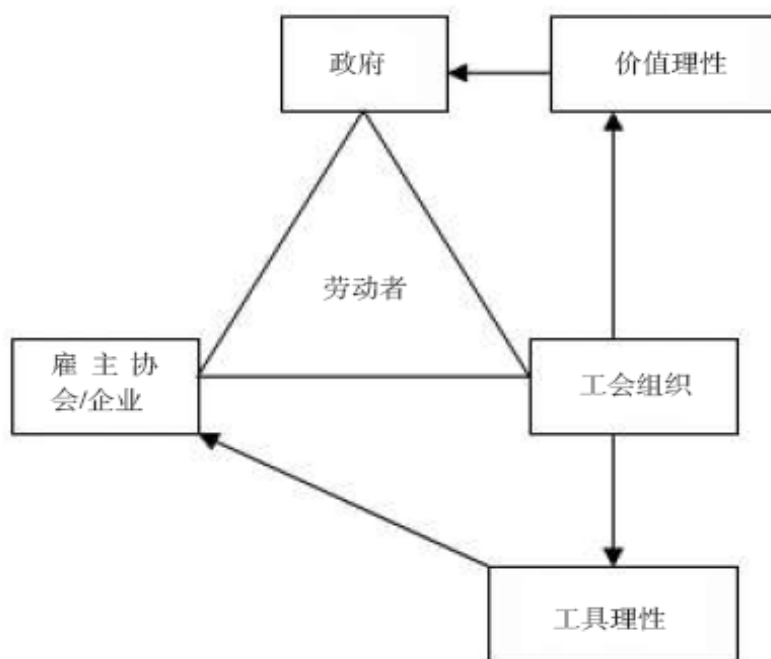 政府
价值理性
劳动者
雇主协
会/企业
工会组织
工具理性